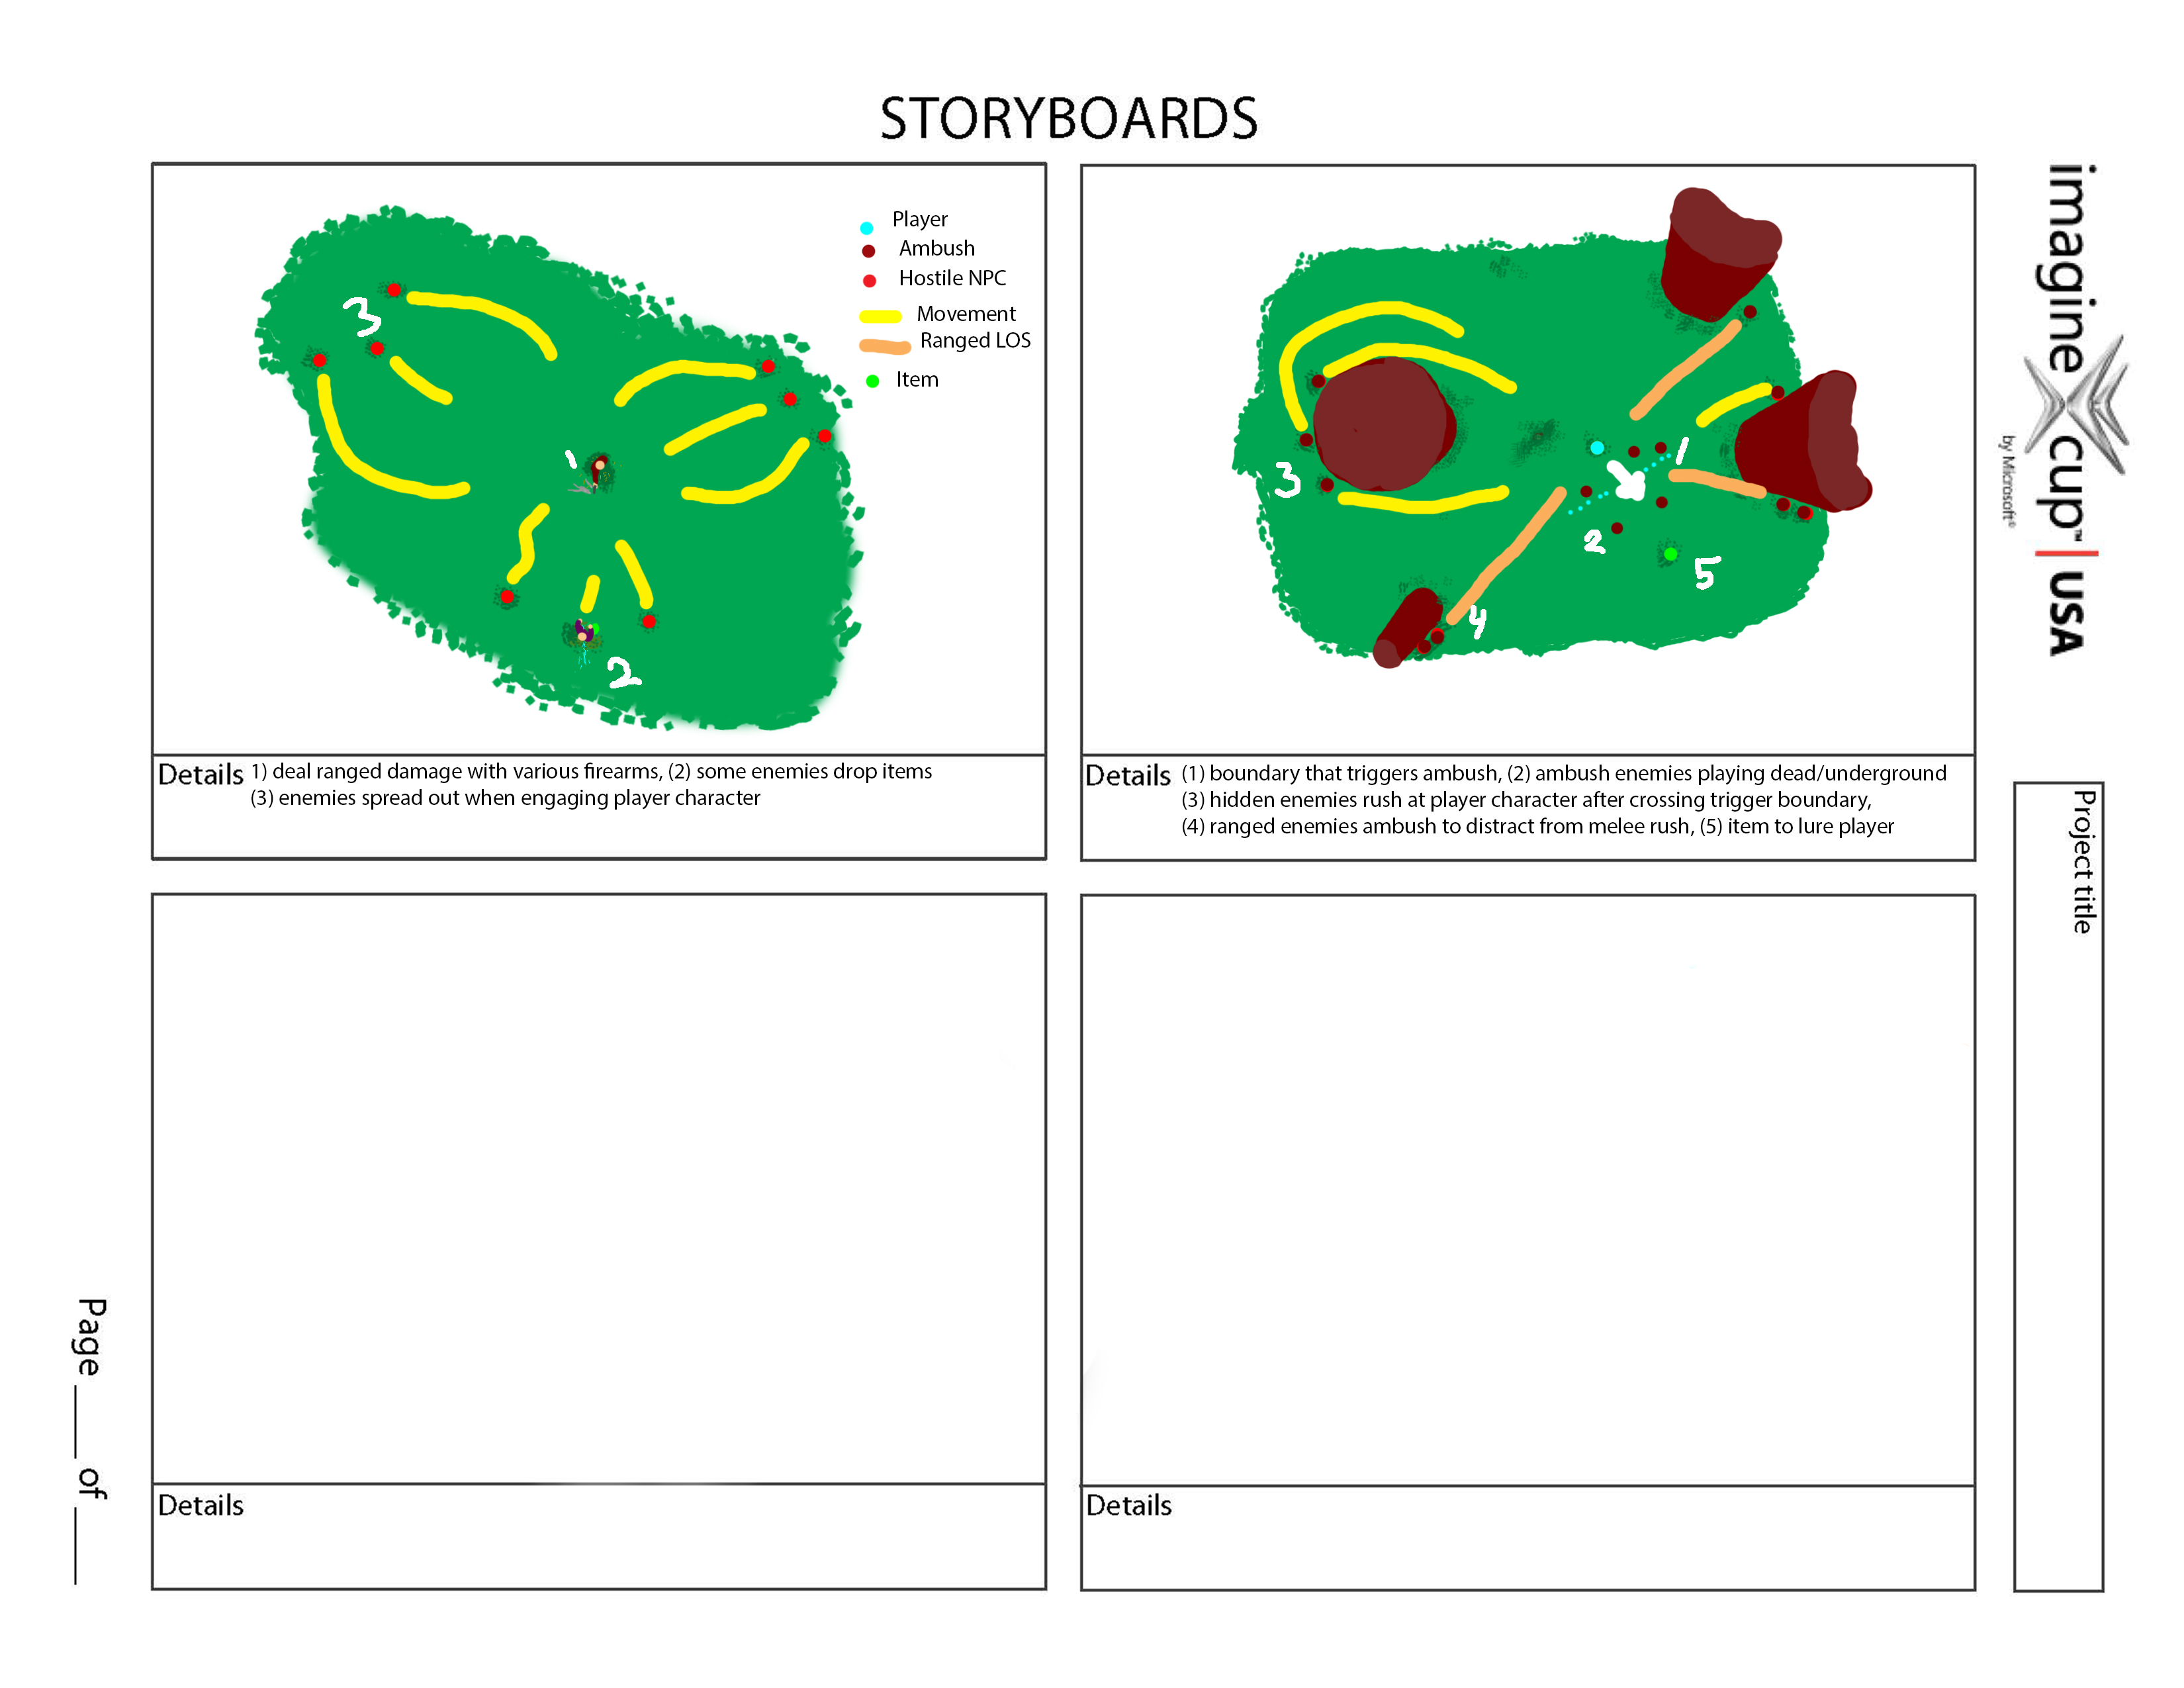 STORYBOARDS
Player
Ambush
Hostile NPC
Movement
Ranged LOS
Item
3
1
2
Details 1) deal ranged damage with various firearms, (2) some enemies drop items
(3) enemies spread out when engaging player character
1
3
2
5
4
Details (1) boundary that triggers ambush, (2) ambush enemies playing dead/underground
(3) hidden enemies rush at player character after crossing trigger boundary,
(4) ranged enemies ambush to distract from melee rush, (5) item to lure player
Details
Details
imagine cup™ | USA
by Microsoft®
Project title
Page ____ of ____